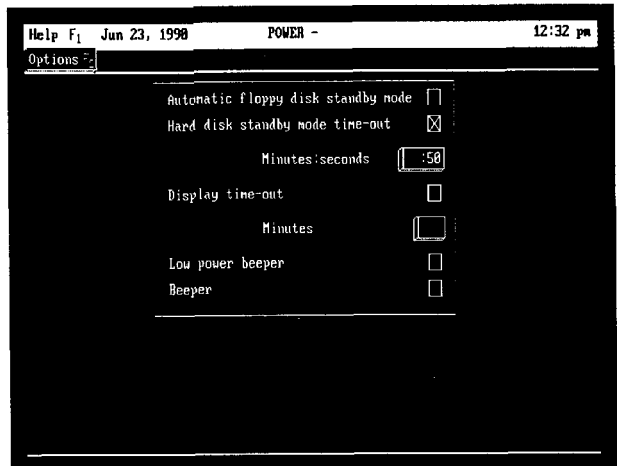 Help F1 Jun 23, 1990 POWER - 12:32 pm
Options
Automatic floppy disk standby mode
Hard disk standby mode time-out
Minutes:seconds :50
Display time-out
Minutes
Low power beeper
Beeper